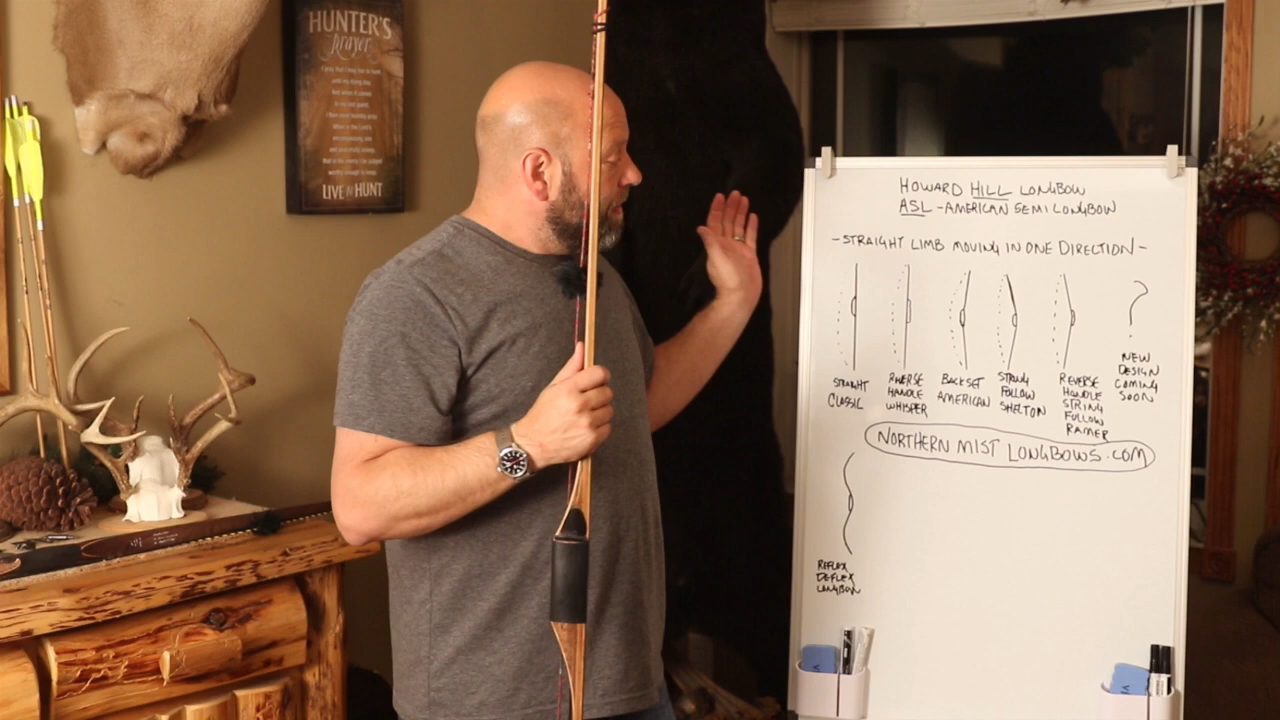 HUNTER'S
Prayer
LIVE to HUNT
HOWARD HILL LONGBOW
ASL - AMERICAN SEMI LONGBOW
- STRAIGHT LIMB MOVING IN ONE DIRECTION -
STRAIGHT
CLASSIC
REVERSE
HANDLE
WHISPER
BACKSET
AMERICAN
STRING
FOLLOW
SHELTON
REVERSE
HANDLE
STRING
FOLLOW
RAMER
?
NEW
DESIGN
COMING
SOON
NORTHERN MIST LONGBOWS.COM
REFLEX
DEFLEX
LONGBOW